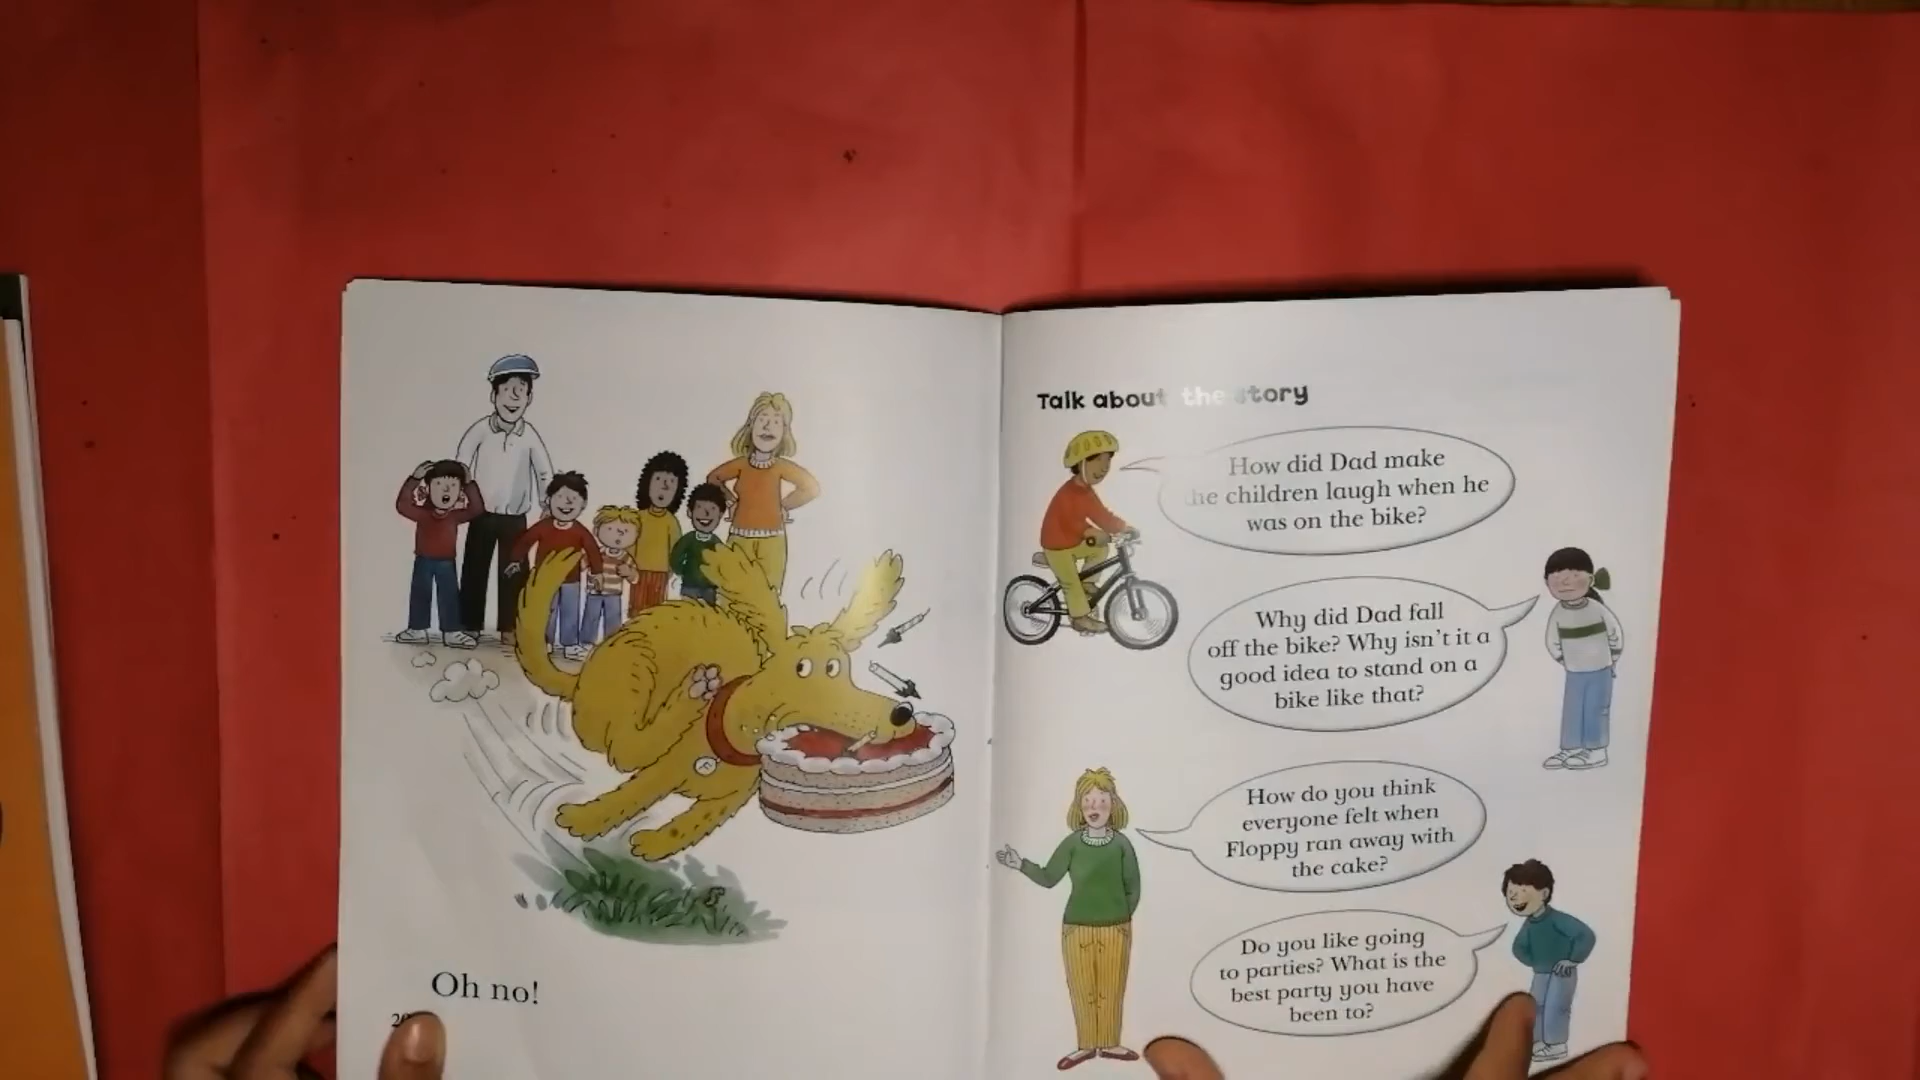 Oh no!
Talk about the story
How did Dad make
the children laugh when he
was on the bike?
Why did Dad fall
off the bike? Why isn't it a
good idea to stand on a
bike like that?
How do you think
everyone felt when
Floppy ran away with
the cake?
Do you like going
to parties? What is the
best party you have
been to?